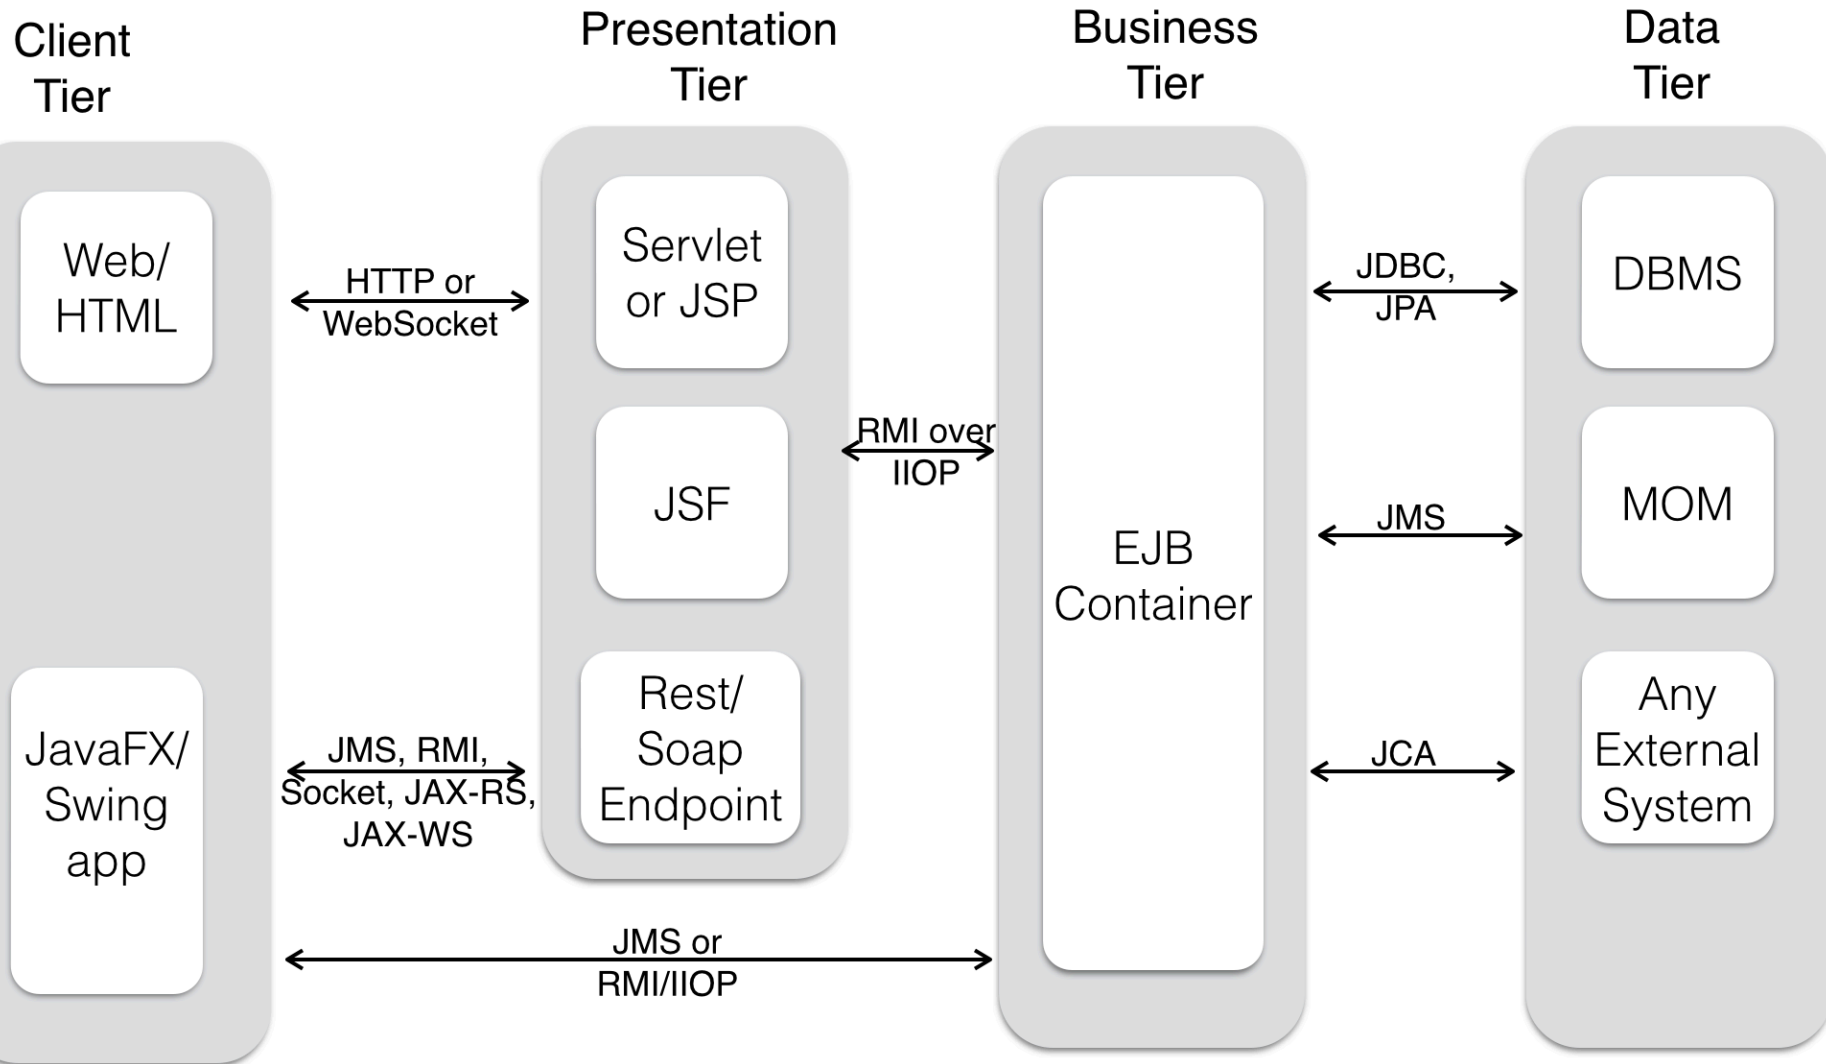 Client
Tier
Presentation
Tier
Business
Tier
Data
Tier
Web/
HTML
HTTP or
WebSocket
Servlet
or JSP
JSF
RMI over
IIOP
EJB
Container
JDBC,
JPA
DBMS
JMS
MOM
JavaFX/
Swing
app
JMS, RMI,
Socket, JAX-RS,
JAX-WS
Rest/
Soap
Endpoint
JCA
Any
External
System
JMS or
RMI/IIOP